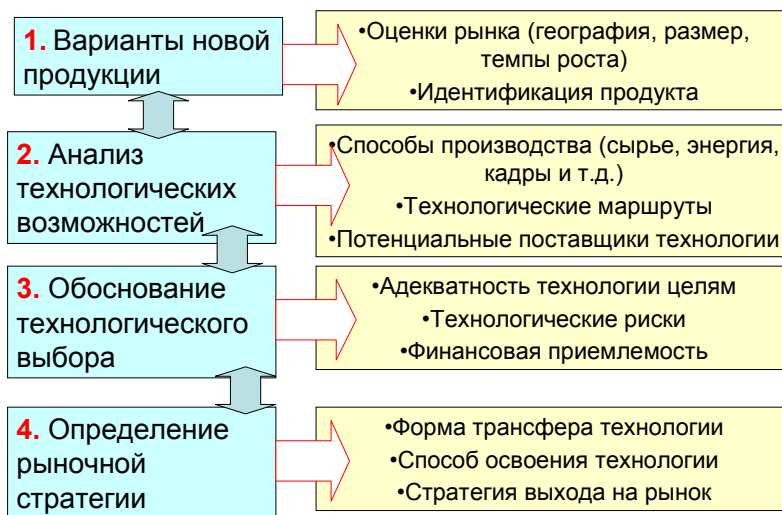 1. Варианты новой
продукции
•Оценки рынка (география, размер,
темпы роста)
•Идентификация продукта
2. Анализ
технологических
возможностей
•Способы производства (сырье, энергия,
кадры и т.д.)
•Технологические маршруты
•Потенциальные поставщики технологии
3. Обоснование
технологического
выбора
•Адекватность технологии целям
•Технологические риски
•Финансовая приемлемость
4. Определение
рыночной
стратегии
•Форма трансфера технологии
•Способ освоения технологии
•Стратегия выхода на рынок